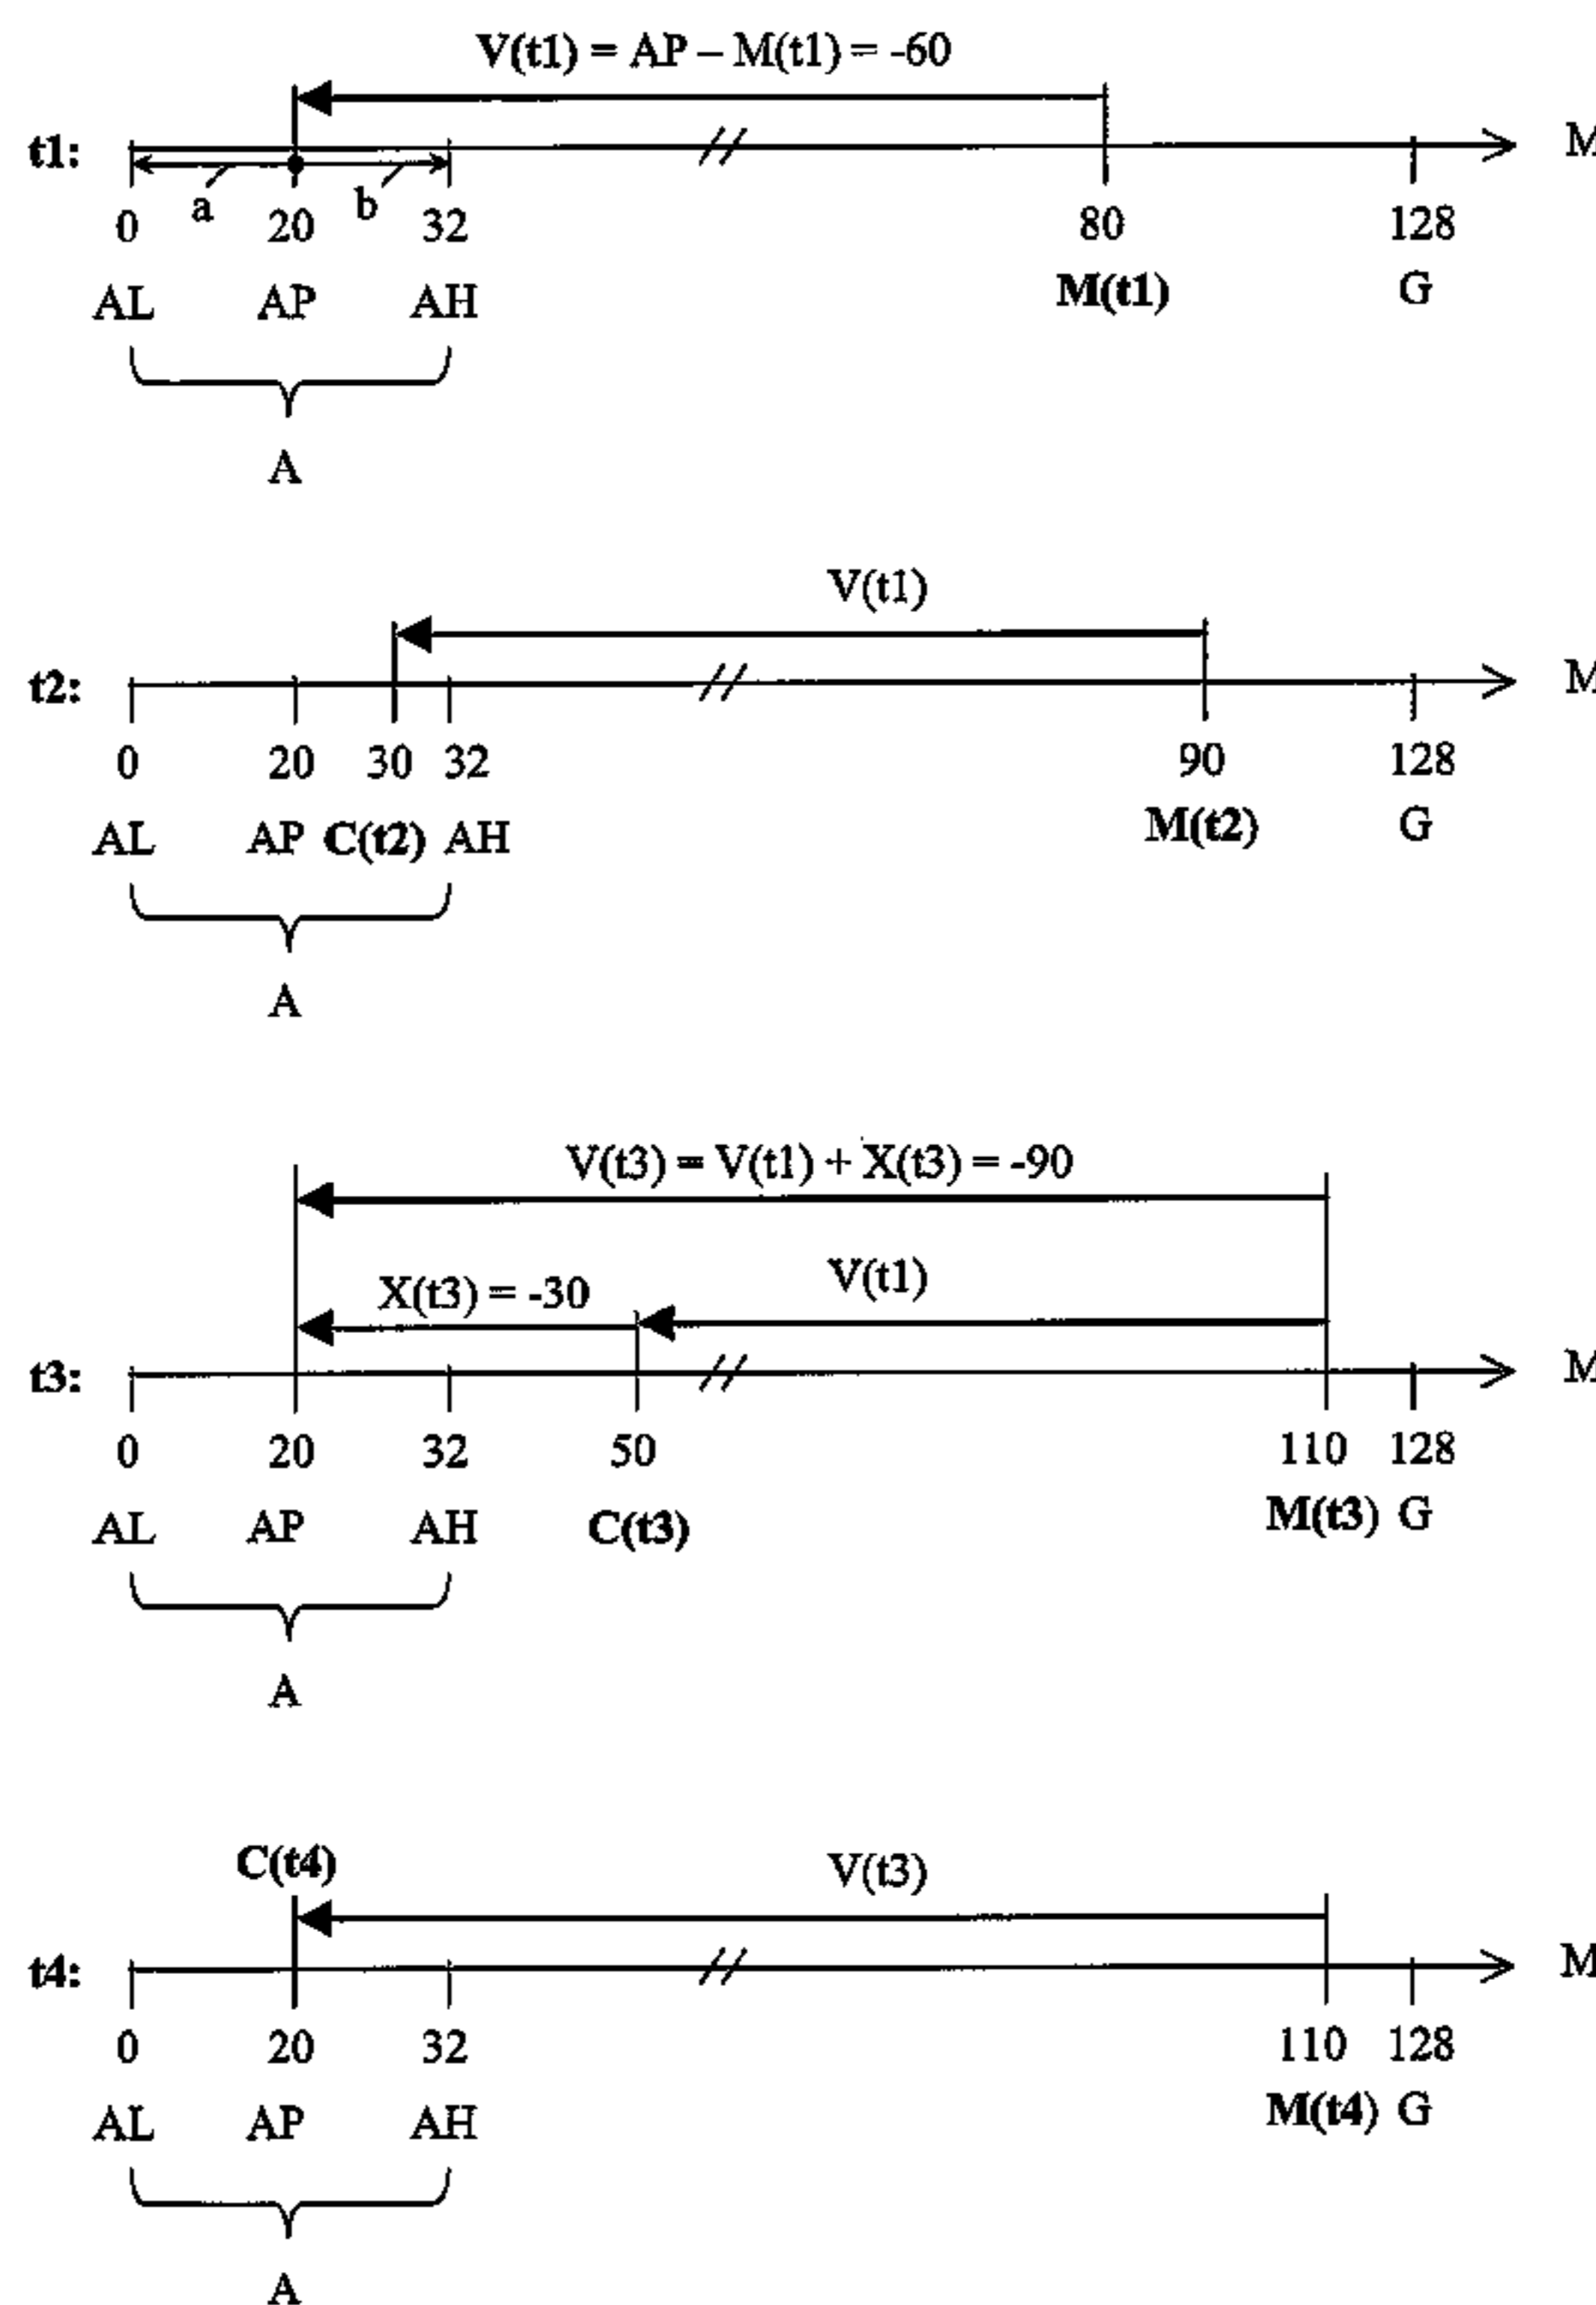 V(t1) = AP – M(t1) = -60
t1: M
a b
0 20 32 80 128
AL AP AH M(t1) G
A
V(t1)
t2: M
0 20 30 32 90 128
AL AP C(t2) AH M(t2) G
A
V(t3) = V(t1) + X(t3) = -90
X(t3) = -30 V(t1)
t3: M
0 20 32 50 110 128
AL AP AH C(t3) M(t3) G
A
C(t4) V(t3)
t4: M
0 20 32 110 128
AL AP AH M(t4) G
A